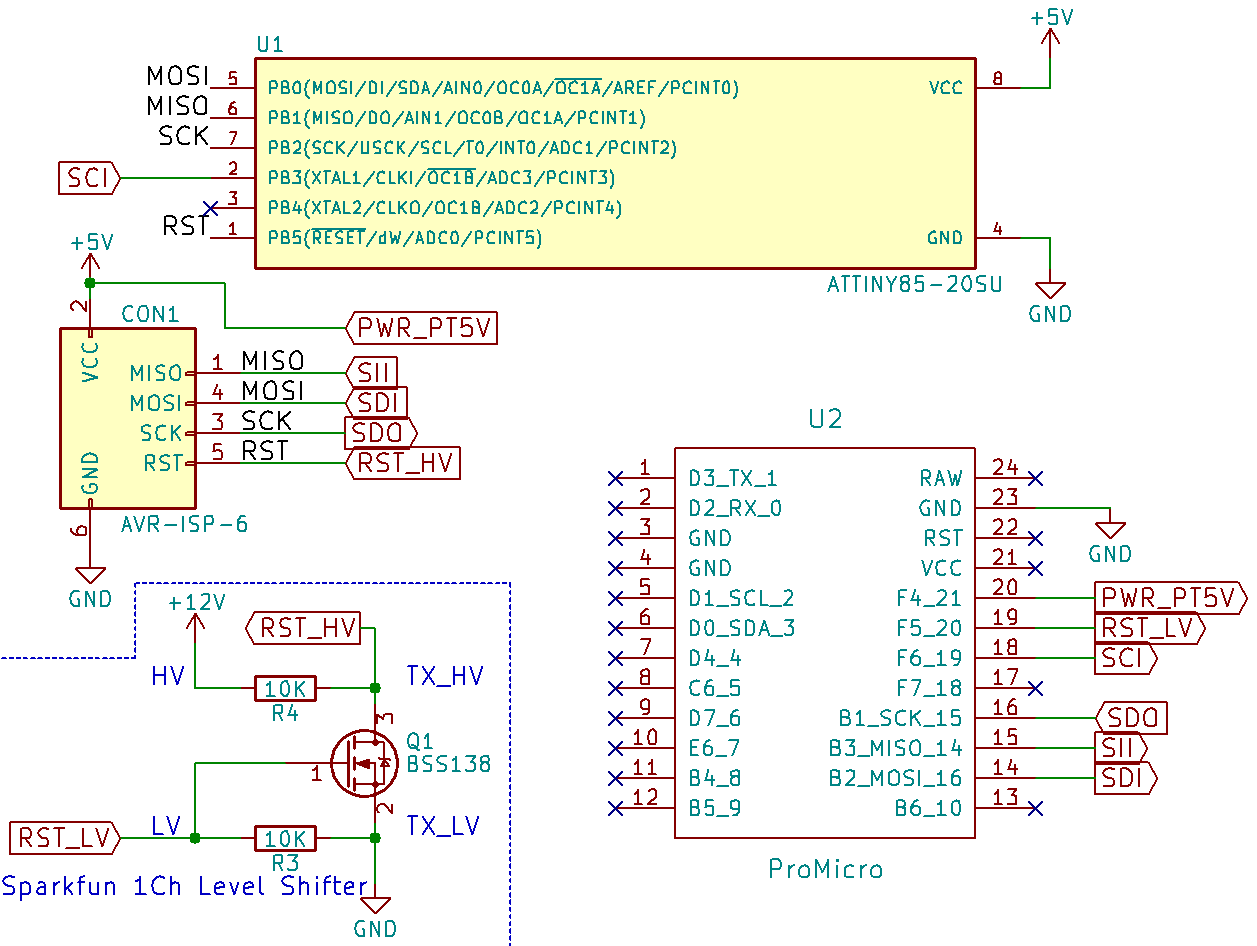 +5V
U1
MOSI 5 PB0(MOSI/DI/SDA/AIN0/OC0A/OC1A/AREF/PCINT0) VCC 8
MISO 6 PB1(MISO/DO/AIN1/OC0B/OC1A/PCINT1)
SCK 7 PB2(SCK/USCK/SCL/T0/INT0/ADC1/PCINT2)
SCI 2 PB3(XTAL1/CLKI/OC1B/ADC3/PCINT3)
3 PB4(XTAL2/CLKO/OC1B/ADC2/PCINT4)
RST 1 PB5(RESET/dW/ADC0/PCINT5) GND 4
ATTINY85-20SU
GND
+5V
2
CON1
PWR_PT5V
VCC
MISO 1 MISO SII
MOSI 4 MOSI SDI
SCK 3 SCK SDO
RST 5 RST RST_HV
GND
6
AVR-ISP-6
GND
U2
1 D3_TX_1 RAW 24
2 D2_RX_0 GND 23
3 GND RST 22
GND
4 GND VCC 21
5 D1_SCL_2 F4_21 20 PWR_PT5V
6 D0_SDA_3 F5_20 19 RST_LV
7 D4_4 F6_19 18 SCI
8 C6_5 F7_18 17
9 D7_6 B1_SCK_15 16 SDO
10 E6_7 B3_MISO_14 15 SII
11 B4_8 B2_MOSI_16 14 SDI
12 B5_9 B6_10 13
ProMicro
+12V
RST_HV
HV
10K
R4
TX_HV
3
Q1
BSS138
1
2
LV
TX_LV
RST_LV
10K
R3
Sparkfun 1Ch Level Shifter
GND